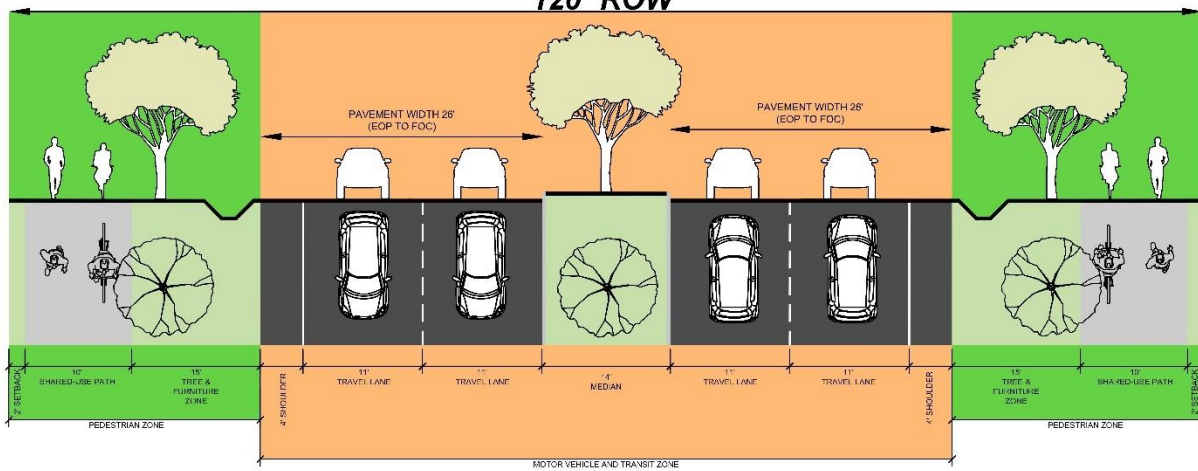 120' ROW
PAVEMENT WIDTH 26'
(EOP TO FOC)
PAVEMENT WIDTH 26'
(EOP TO FOC)
2' SETBACK
10'
SHARED-USE PATH
15'
TREE &
FURNITURE
ZONE
4' SHOULDER
11'
TRAVEL LANE
11'
TRAVEL LANE
14'
MEDIAN
11'
TRAVEL LANE
11'
TRAVEL LANE
4' SHOULDER
15'
TREE &
FURNITURE
ZONE
10'
SHARED-USE PATH
2' SETBACK
PEDESTRIAN ZONE
PEDESTRIAN ZONE
MOTOR VEHICLE AND TRANSIT ZONE